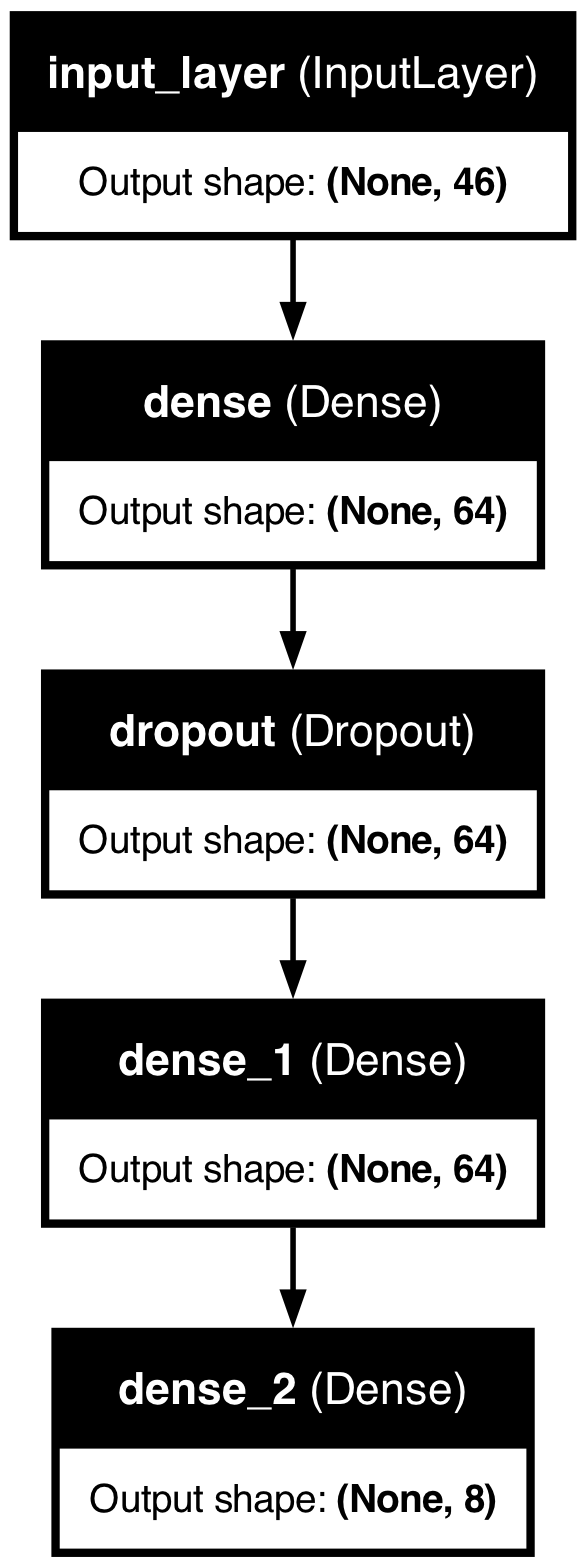 input_layer (InputLayer)
Output shape: (None, 46)
dense (Dense)
Output shape: (None, 64)
dropout (Dropout)
Output shape: (None, 64)
dense_1 (Dense)
Output shape: (None, 64)
dense_2 (Dense)
Output shape: (None, 8)